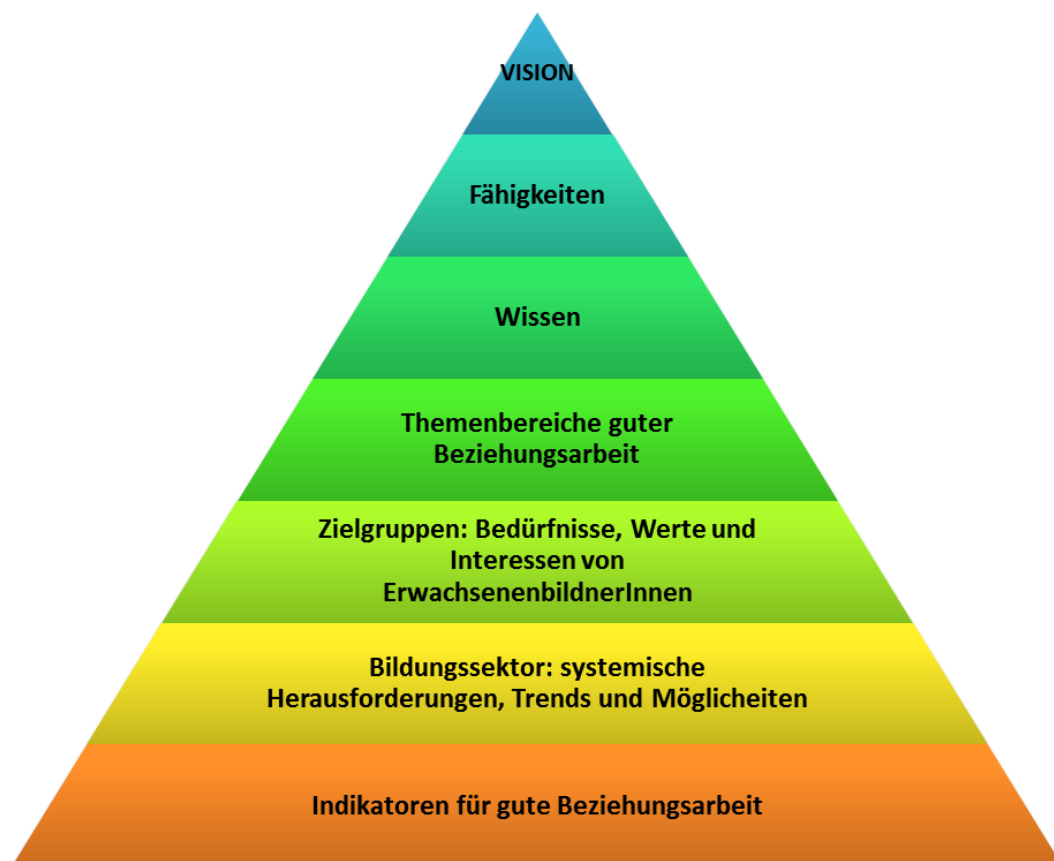 VISION
Fähigkeiten
Wissen
Themenbereiche guter
Beziehungsarbeit
Zielgruppen: Bedürfnisse, Werte und
Interessen von
ErwachsenenbildnerInnen
Bildungssektor: systemische
Herausforderungen, Trends und Möglicheiten
Indikatoren für gute Beziehungsarbeit